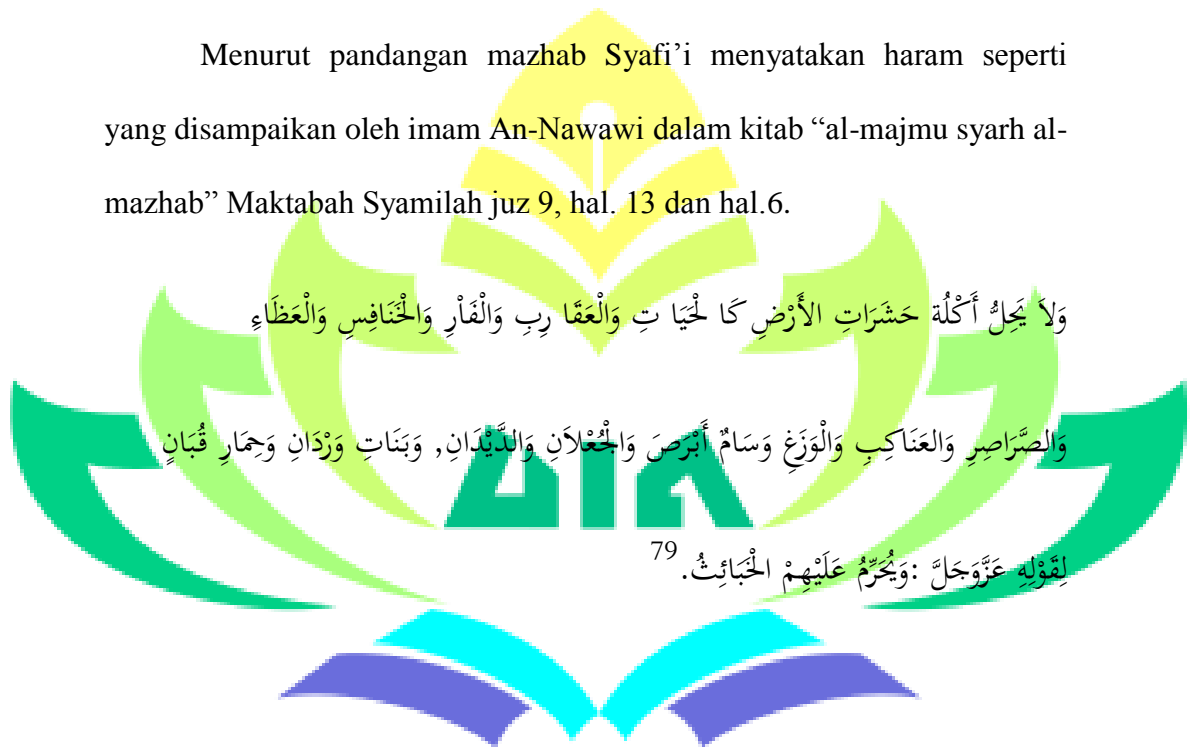 Menurut pandangan mazhab Syafi’i menyatakan haram seperti
yang disampaikan oleh imam An-Nawawi dalam kitab “al-majmu syarh al-
mazhab” Maktabah Syamilah juz 9, hal. 13 dan hal.6.
وَلاَ يَحِلُّ أَكْلُة حَشَرَاتِ الأَرْضِ كَا لْحَيَا تِ وَالْعَقَا رِبِ وَالْفَاْرِ وَالْخَنَافِسِ وَالْعَظَاءِ
وَالصَّرَاصِرِ وَالعَنَاكِبِ وَالْوَزَغِ وَسَامٌ أَبْرَصَ وَالْجُعْلاَنِ وَالدَّيْدَانِ, وَبَنَاتِ وَرْدَانِ وَحِمَارِ قُبَانٍ
لِقَوْلِهِ عَزَّوَجَلَّ :وَيُحَرِّمُ عَلَيْهِمْ الْخَبَائِثُ. 79